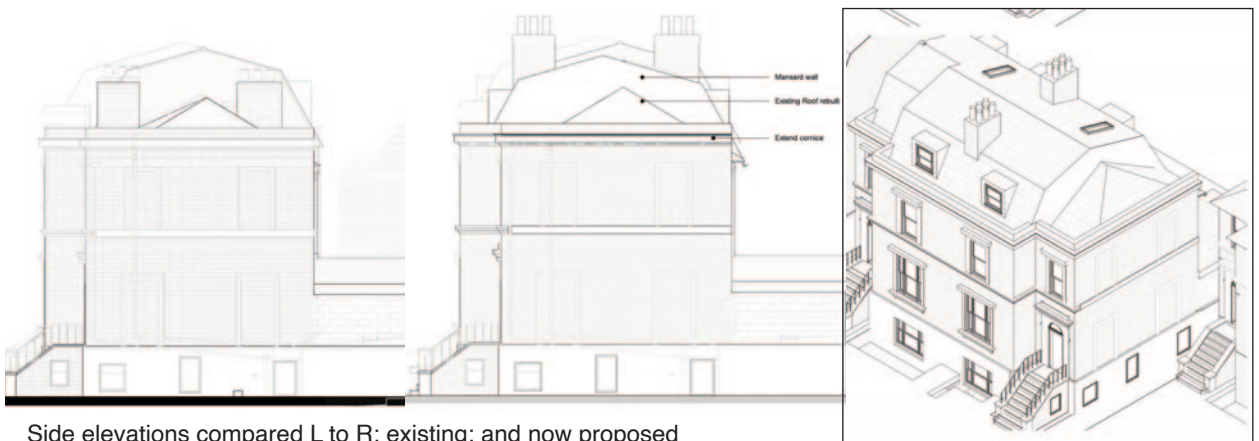 Mansard wall
Existing Roof rebuilt
Extend cornice
Side elevations compared L to R: existing; and now proposed